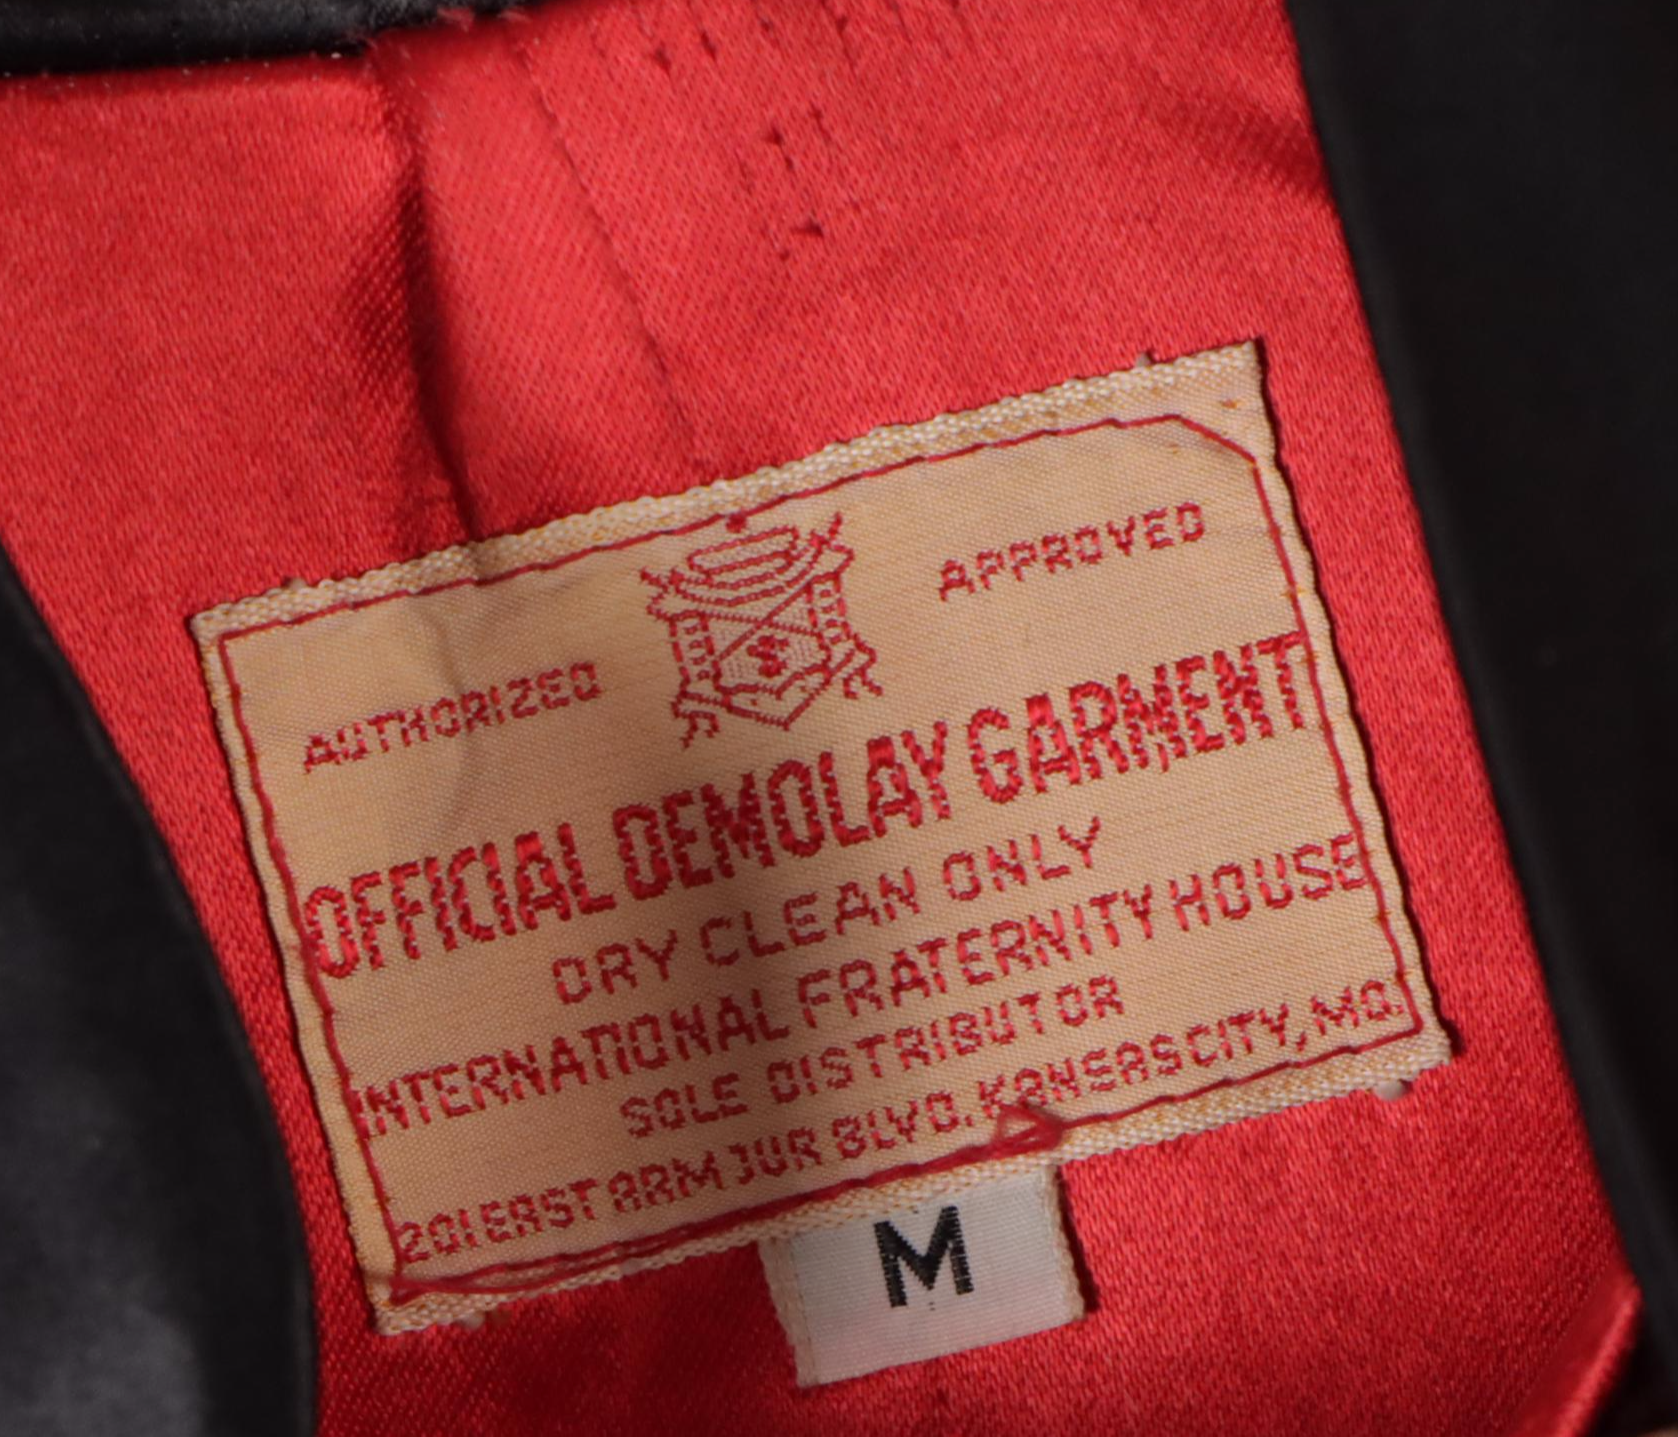 AUTHORIZED APPROVED
OFFICIAL DEMOLAY GARMENT
DRY CLEAN ONLY
INTERNATIONAL FRATERNITY HOUSE
SOLE DISTRIBUTOR
201 EAST ARMOUR BLVD. KANSAS CITY, MO.
M